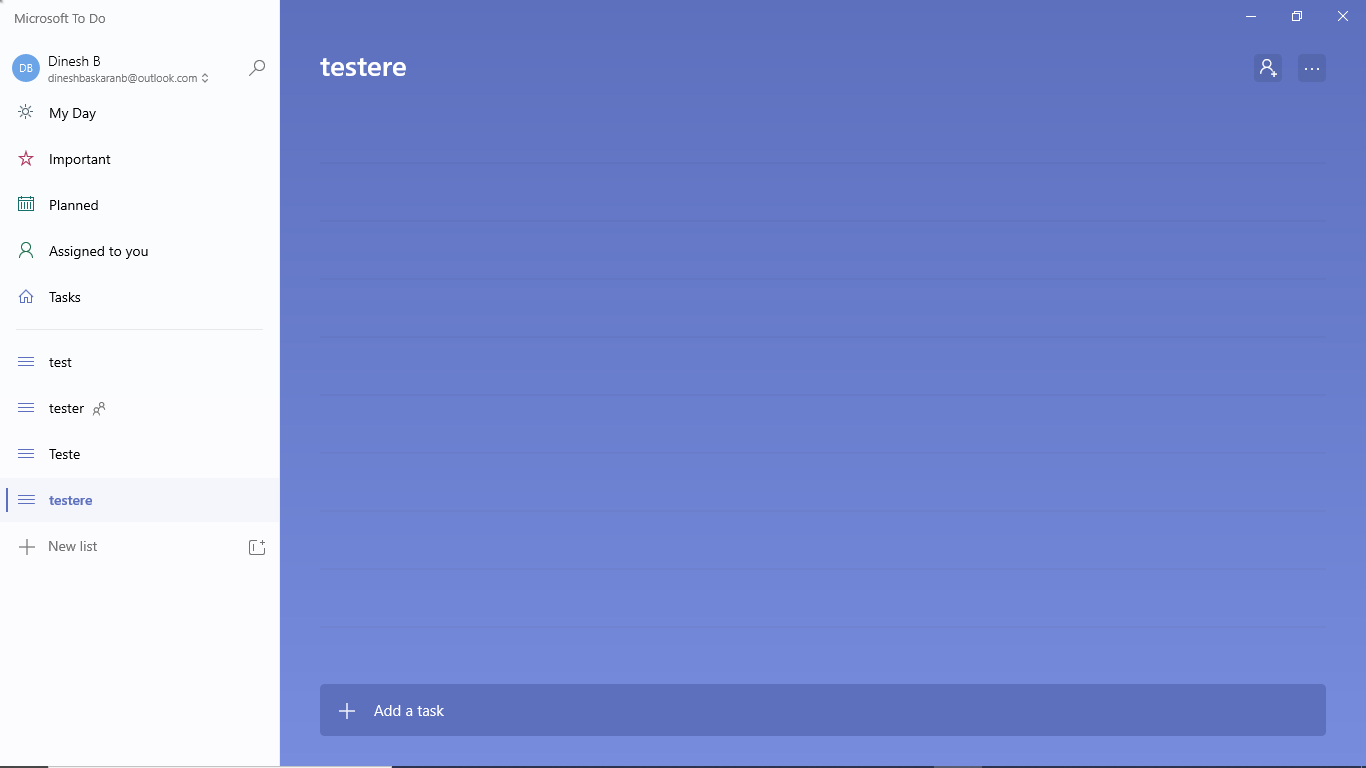 Microsoft To Do
DB
Dinesh B
dineshbaskaranb@outlook.com
My Day
Important
Planned
Assigned to you
Tasks
test
tester
Teste
testere
New list
testere
Add a task